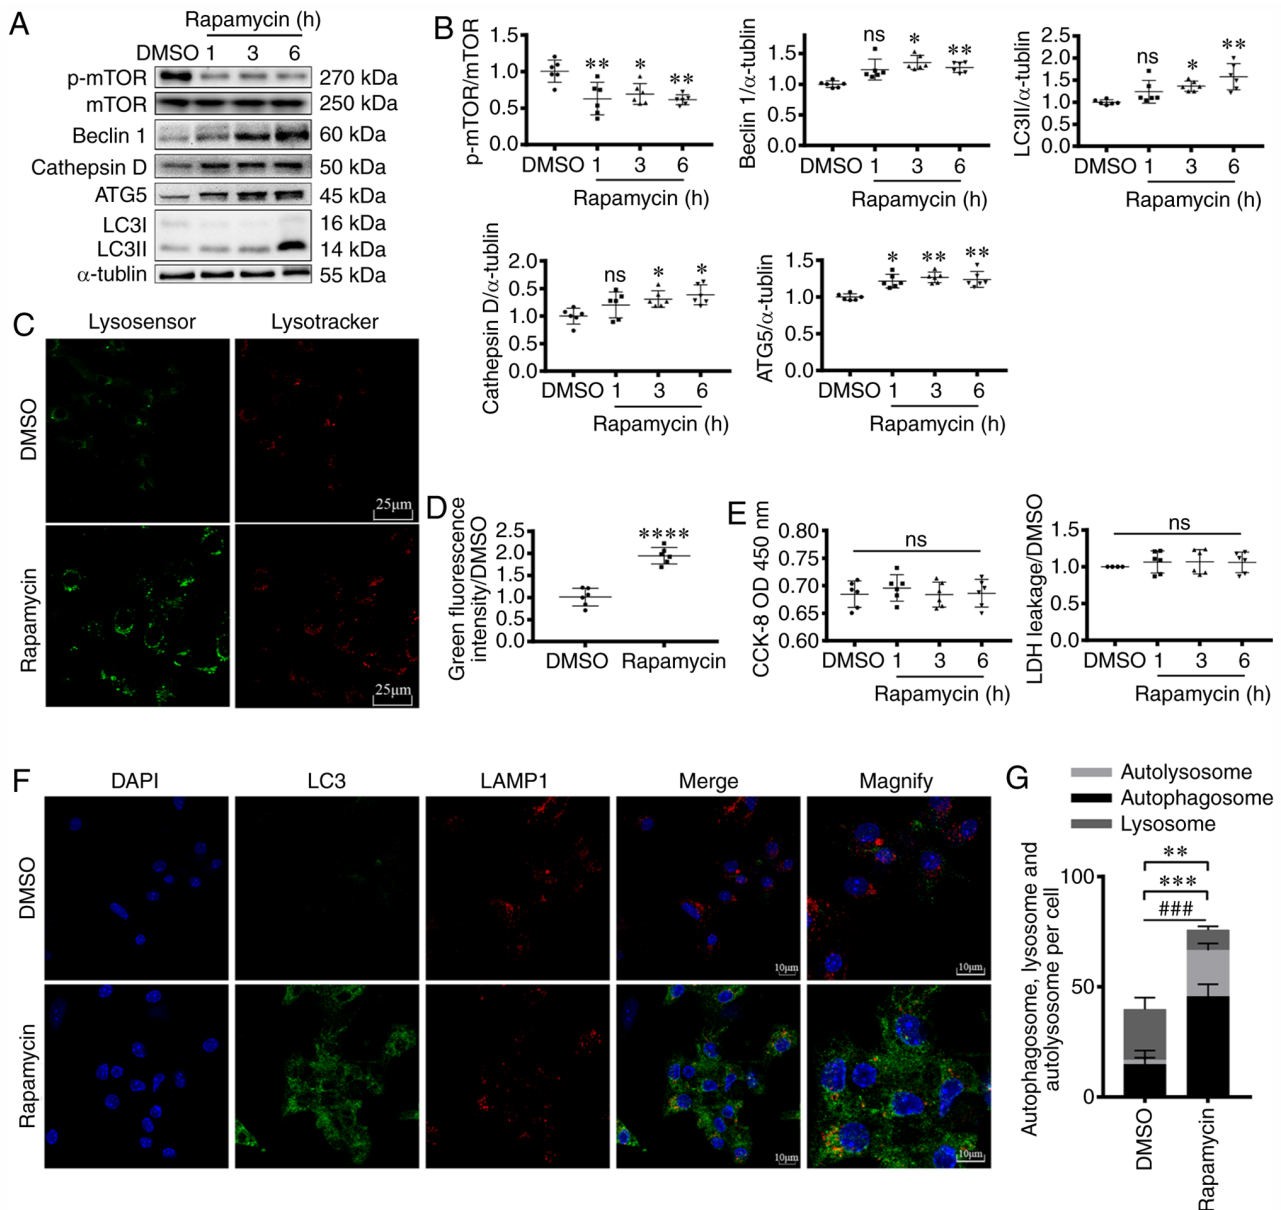 A
Rapamycin (h)
DMSO 1 3 6
p-mTOR 270 kDa
mTOR 250 kDa
Beclin 1 60 kDa
Cathepsin D 50 kDa
ATG5 45 kDa
LC3I 16 kDa
LC3II 14 kDa
α-tublin 55 kDa
B
p-mTOR/mTOR
1.5
1.0
0.5
0.0
** * **
DMSO 1 3 6
Rapamycin (h)
Beclin 1/α-tublin
1.5
1.0
0.5
0.0
ns * **
DMSO 1 3 6
Rapamycin (h)
LC3II/α-tublin
2.5
2.0
1.5
1.0
0.5
0.0
ns * **
DMSO 1 3 6
Rapamycin (h)
Cathepsin D/α-tublin
2.0
0.5
1.0
0.5
0.0
ns * *
DMSO 1 3 6
Rapamycin (h)
ATG5/α-tublin
1.5
1.0
0.5
0.0
* ** **
DMSO 1 3 6
Rapamycin (h)
C
Lysosensor Lysotracker
DMSO
25μm
Rapamycin
25μm
D
Green fluorescence
intensity/DMSO
2.5
2.0
1.5
1.0
0.5
0.0
****
DMSO Rapamycin
E
CCK-8 OD 450 nm
0.80
0.75
0.70
0.65
0.60
ns
DMSO 1 3 6
Rapamycin (h)
LDH leakage/DMSO
1.5
1.0
0.5
0.0
ns
DMSO 1 3 6
Rapamycin (h)
F
DAPI LC3 LAMP1 Merge Magnify
DMSO
10μm 10μm
Rapamycin
10μm 10μm
G
Autolysosome
Autophagosome
Lysosome
Autophagosome, lysosome and
autolysosome per cell
100
50
0
**
***
###
DMSO
Rapamycin